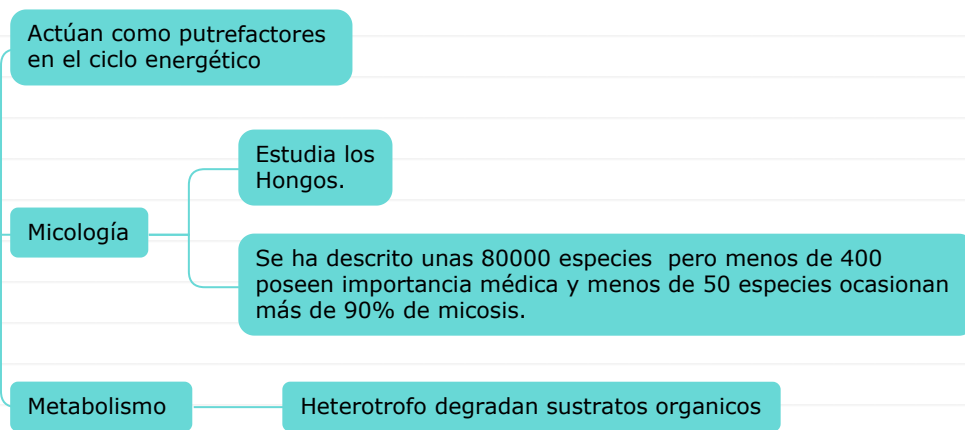 Actúan como putrefactores
en el ciclo energético
Estudia los
Hongos.
Micología
Se ha descrito unas 80000 especies pero menos de 400
poseen importancia médica y menos de 50 especies ocasionan
más de 90% de micosis.
Metabolismo
Heterotrofo degradan sustratos organicos